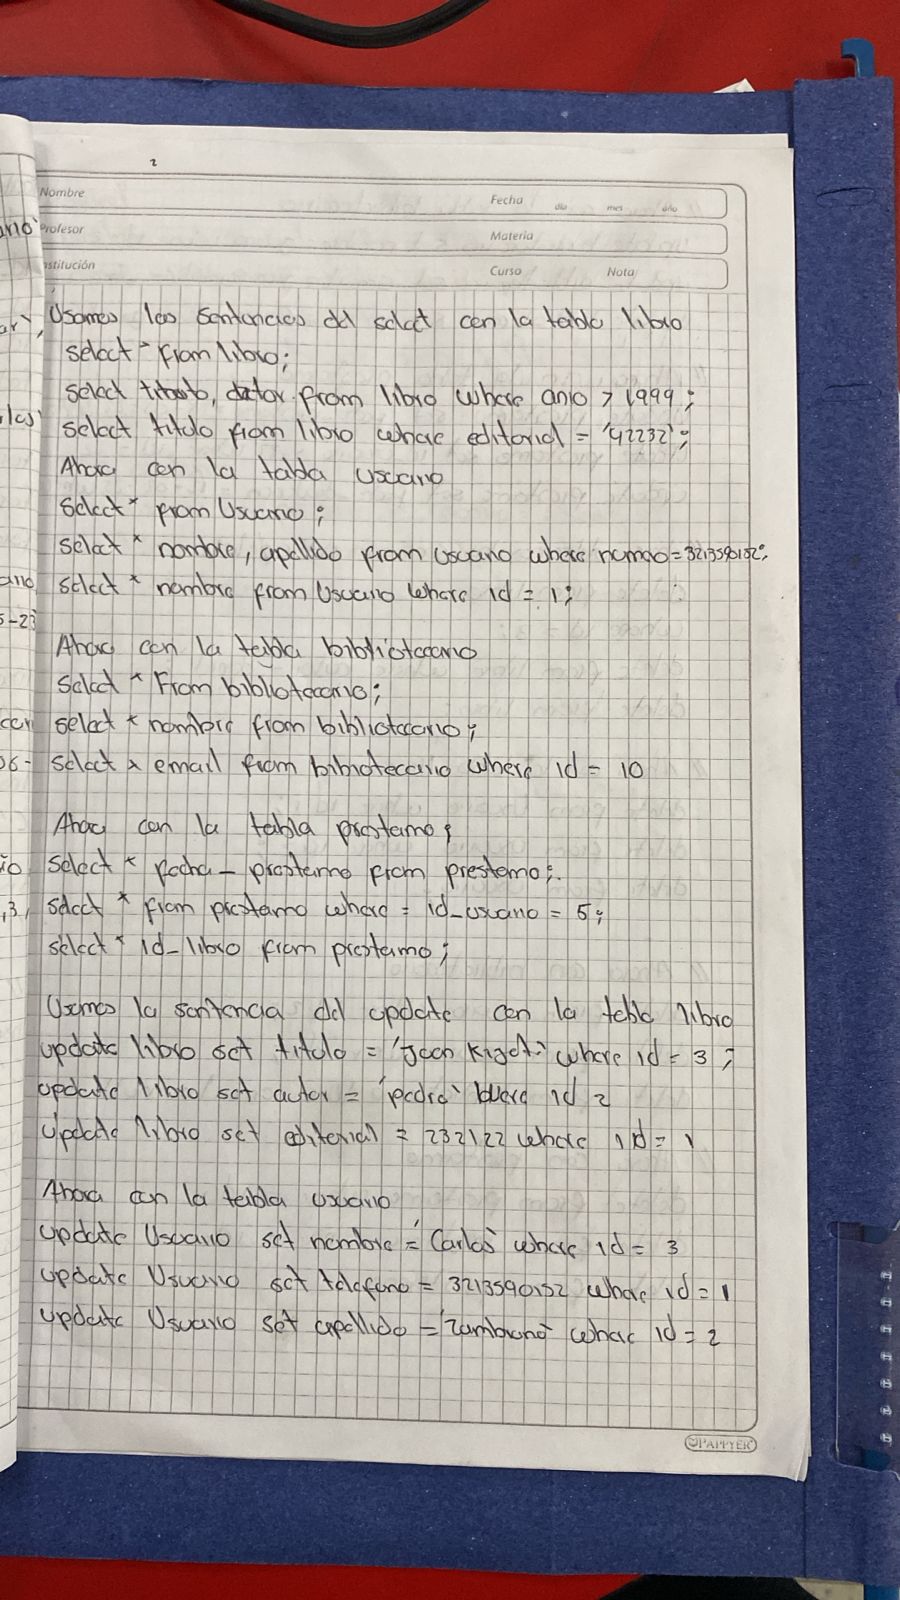 2
Nombre
Fecha día mes año
ano' Profesor
Materia
stitución
Curso Nota
Usamos las sentencias del select con la tabla libro
select * from libro;
select titulo, autor from libro where anio > 1999;
select titulo from libro where editorial = '42232';
Ahora con la tabla usuario
select * from Usuario;
select * nombre, apellido from usuario where numero = 3213590152;
select * nombre from Usuario where id = 1;
5-23
Ahora con la tabla bibliotecario
select * From bibliotecario;
select * nombre from bibliotecario;
06- select * email from bibliotecario where id = 10
Ahora con la tabla prestamo;
select * fecha_prestamo from prestamo;.
,3, select * from prestamo where = id_usuario = 5;
select * id_libro from prestamo;
Usamos la sentencia del update con la tabla libro
update libro set titulo = 'Joan where id = 3;
update libro set autor = 'pedro' where id 2
update libro set editorial = 232122 where id = 1
Ahora con la tabla usuario
update Usuario set nombre = 'Carlos' where id = 3
update Usuario set telefono = 3213590152 where id = 1
update Usuario set apellido = 'Zambrano' where id = 2
PAPYER